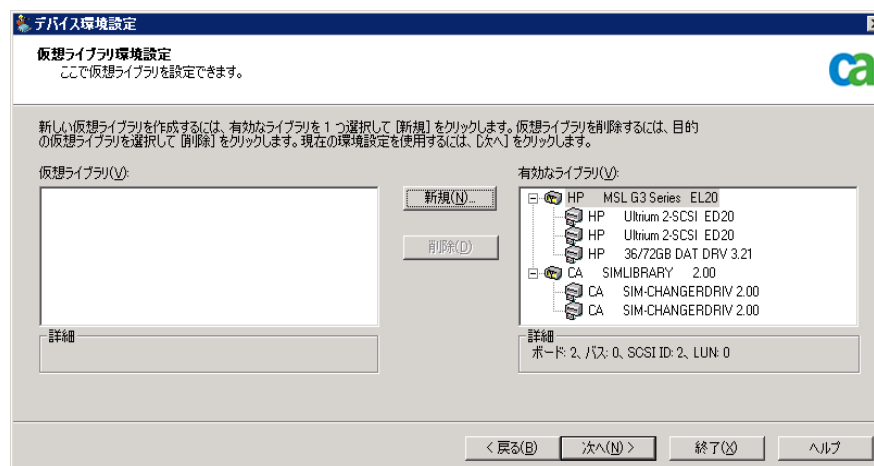 デバイス環境設定
仮想ライブラリ環境設定
ここで仮想ライブラリを設定できます。
ca
新しい仮想ライブラリを作成するには、有効なライブラリを 1 つ選択して [新規] をクリックします。仮想ライブラリを削除するには、目的
の仮想ライブラリを選択して [削除] をクリックします。現在の環境設定を使用するには、[次へ] をクリックします。
仮想ライブラリ(V):
有効なライブラリ(V):
新規(N)...
削除(D)
HP MSL G3 Series EL20
HP Ultrium 2-SCSI ED20
HP Ultrium 2-SCSI ED20
HP 36/72GB DAT DRV 3.21
CA SIMLIBRARY 2.00
CA SIM-CHANGERDRIV 2.00
CA SIM-CHANGERDRIV 2.00
詳細
詳細
ボード: 2、バス: 0、SCSI ID: 2、LUN: 0
< 戻る(B)
次へ(N) >
終了(X)
ヘルプ